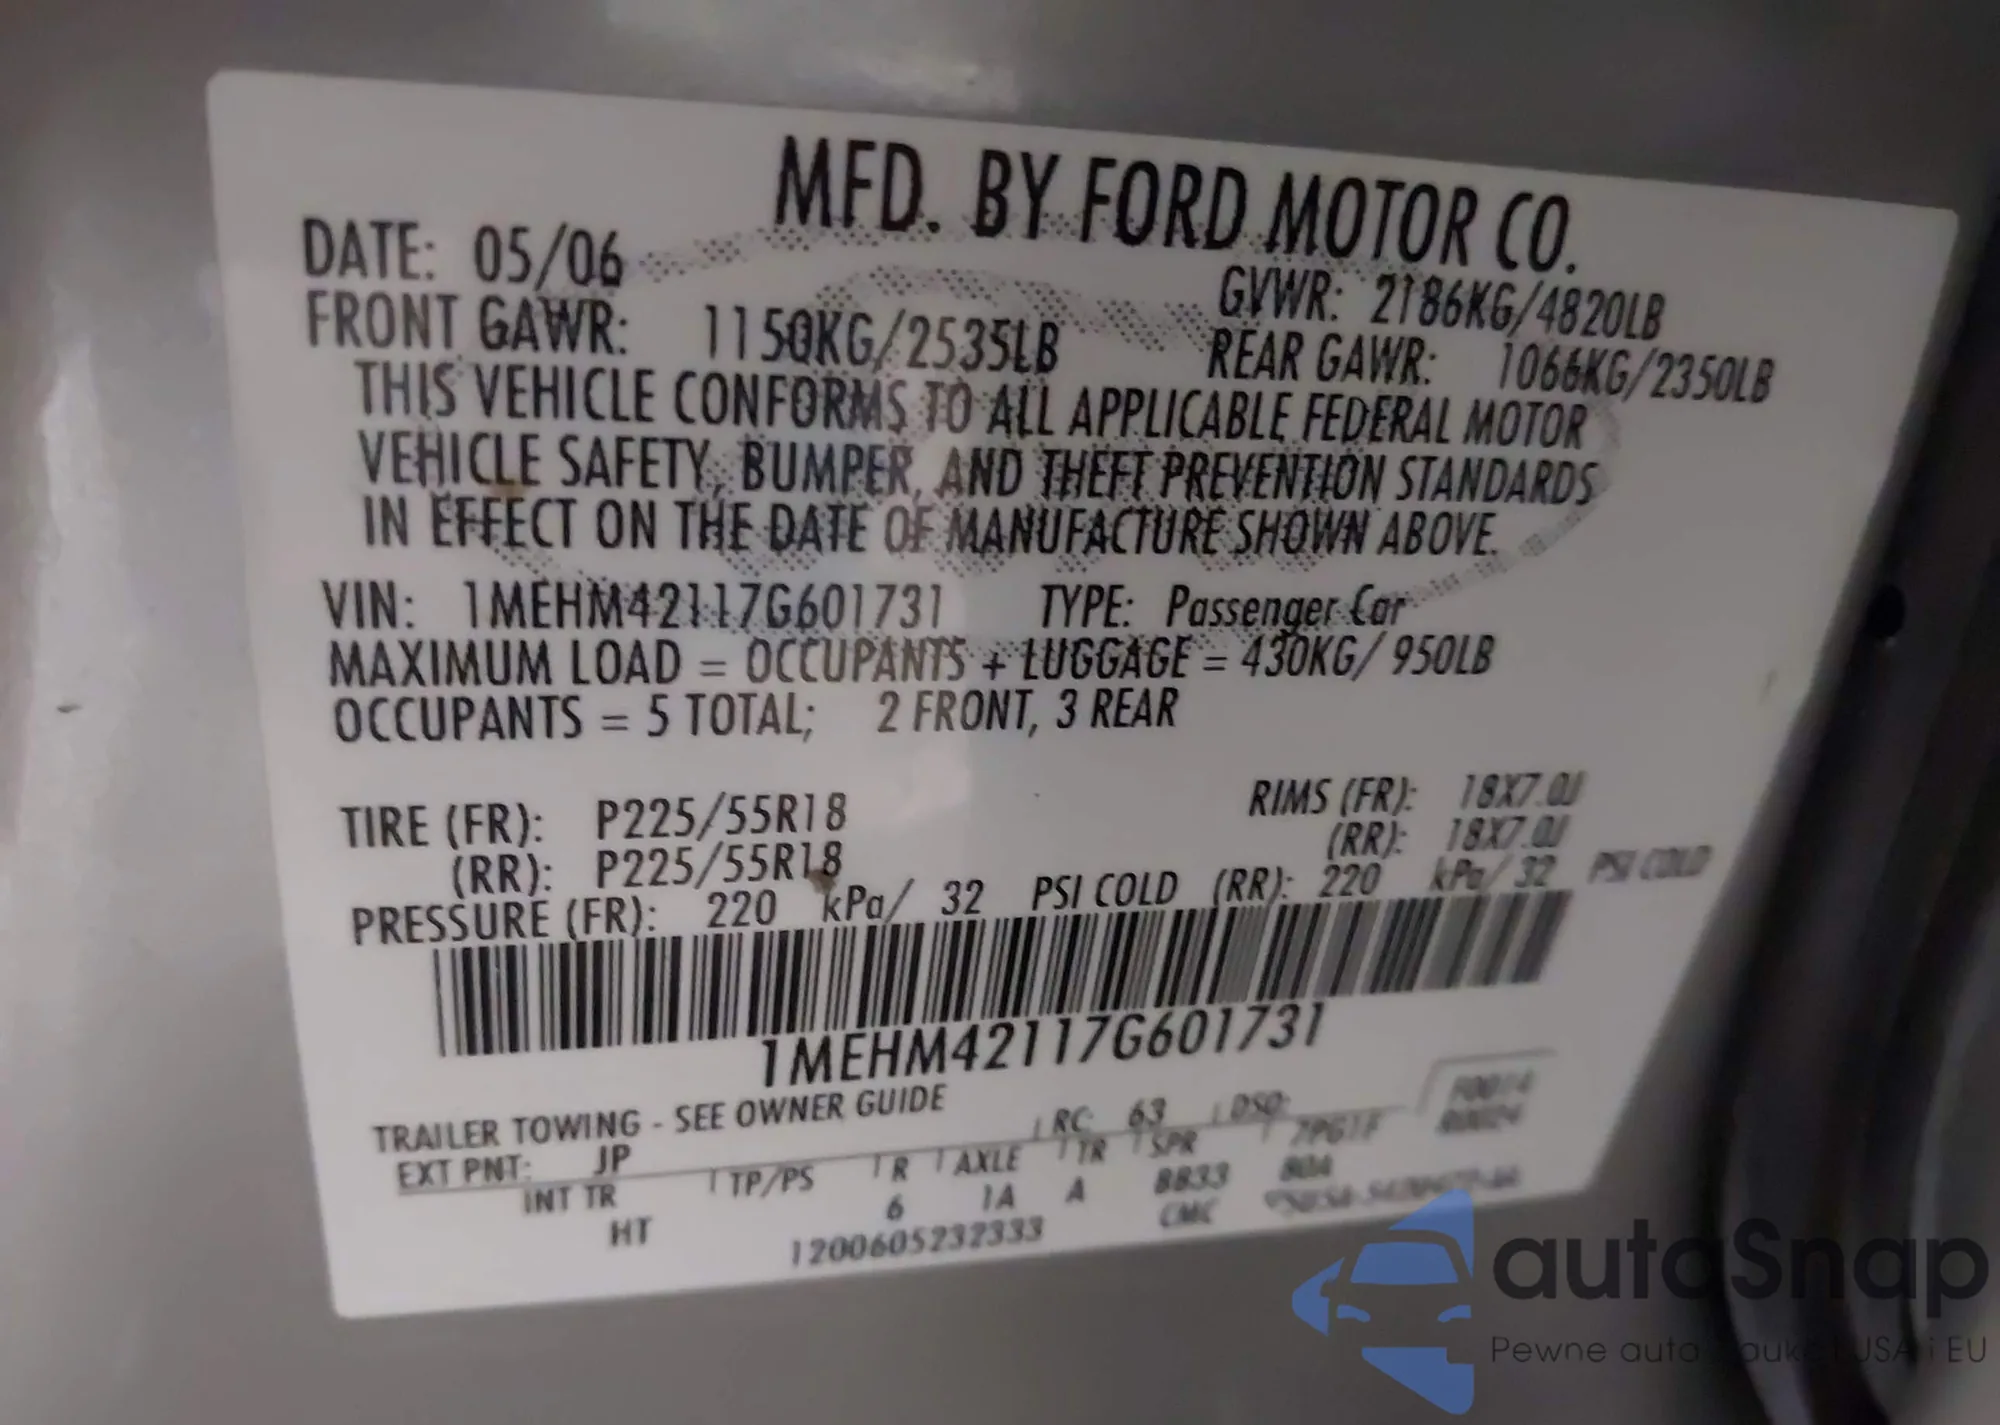 MFD. BY FORD MOTOR CO.
DATE: 05/06
GVWR: 2186KG/4820LB
FRONT GAWR: 1150KG/2535LB REAR GAWR: 1066KG/2350LB
THIS VEHICLE CONFORMS TO ALL APPLICABLE FEDERAL MOTOR
VEHICLE SAFETY, BUMPER, AND THEFT PREVENTION STANDARDS
IN EFFECT ON THE DATE OF MANUFACTURE SHOWN ABOVE.
VIN: 1MEHM42117G601731 TYPE: Passenger Car
MAXIMUM LOAD = OCCUPANTS + LUGGAGE = 430KG/ 950LB
OCCUPANTS = 5 TOTAL; 2 FRONT, 3 REAR
TIRE (FR): P225/55R18 RIMS (FR): 18X7.0J
(RR): P225/55R18 (RR): 18X7.0J
PRESSURE (FR): 220 kPa/ 32 PSI COLD (RR): 220 kPa/ 32 PSI COLD
1MEHM42117G601731
TRAILER TOWING - SEE OWNER GUIDE
EXT PNT: JP RC: 63 DSO: F0014
INT TR TP/PS R AXLE TR SPR R0024
HT 6 1A A 8833
1200605232333 CMC
autoSnap
Pewne auta USA i EU